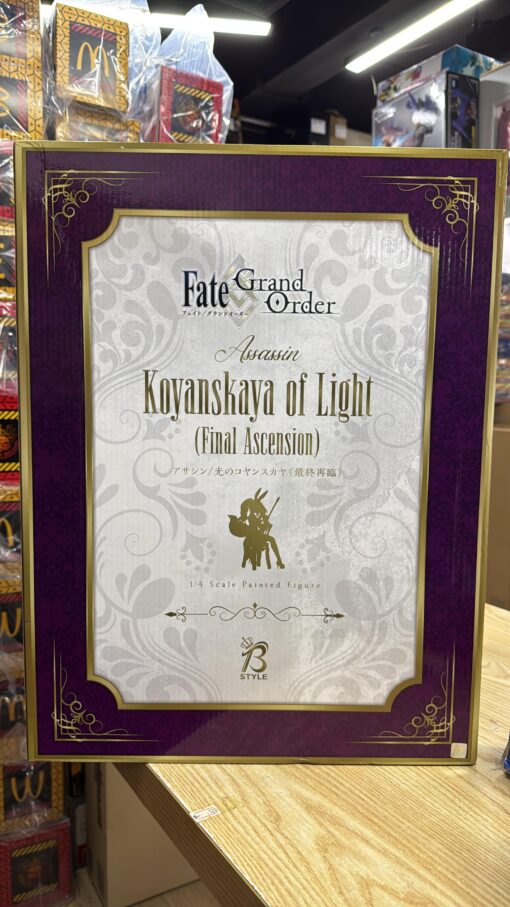 Fate Grand Order
フェイト/グランドオーダー
Assassin
Koyanskaya of Light
(Final Ascension)
アサシン/光のコヤンスカヤ(最終再臨)
1/4 Scale Painted Figure
B
STYLE